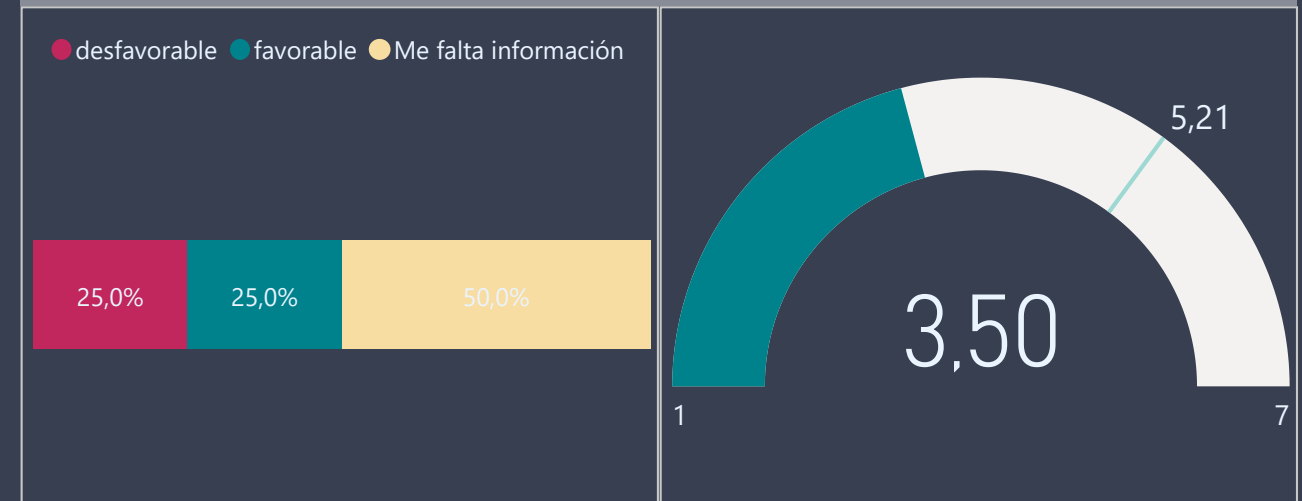 desfavorable favorable Me falta información
25,0% 25,0% 50,0%
5,21
3,50
1 7